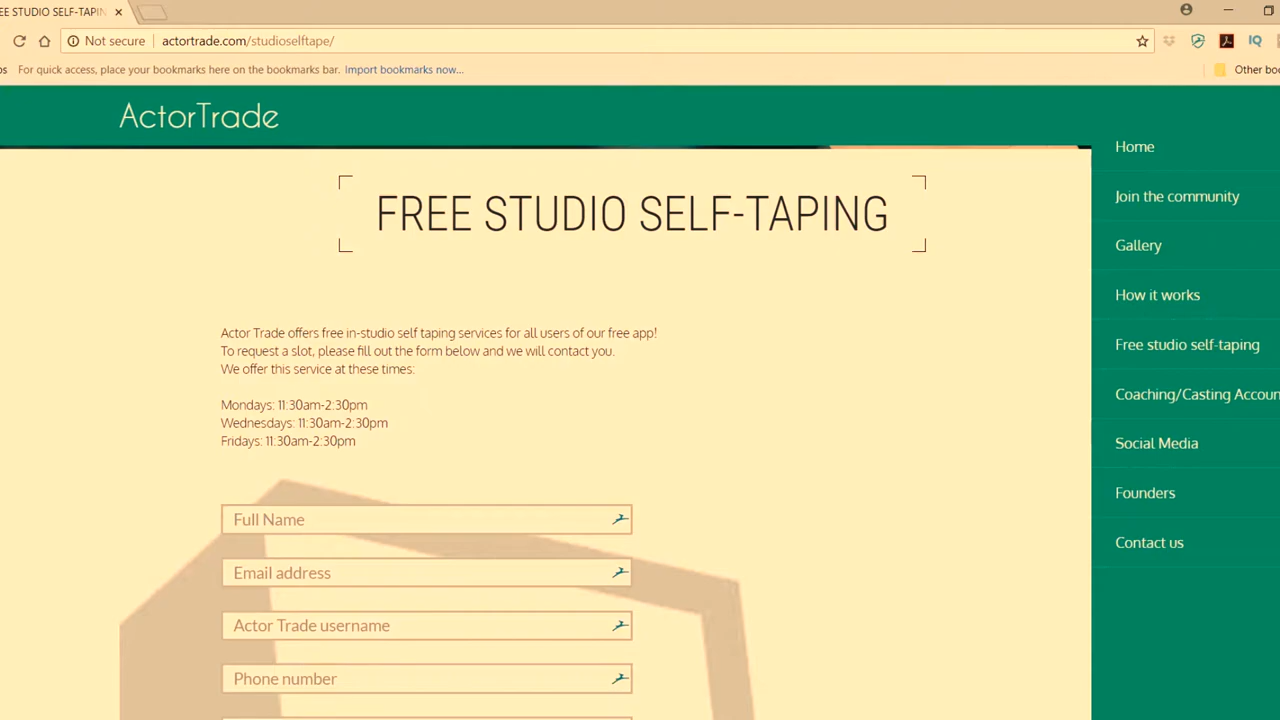 FREE STUDIO SELF-TAPIN
Not secure
actortrade.com/studioselftape/
For quick access, place your bookmarks here on the bookmarks bar. Import bookmarks now...
Other boo
ActorTrade
Home
Join the community
Gallery
How it works
Free studio self-taping
Coaching/Casting Accoun
Social Media
Founders
Contact us
FREE STUDIO SELF-TAPING
Actor Trade offers free in-studio self taping services for all users of our free app!
To request a slot, please fill out the form below and we will contact you.
We offer this service at these times:
Mondays: 11:30am-2:30pm
Wednesdays: 11:30am-2:30pm
Fridays: 11:30am-2:30pm
Full Name
Email address
Actor Trade username
Phone number